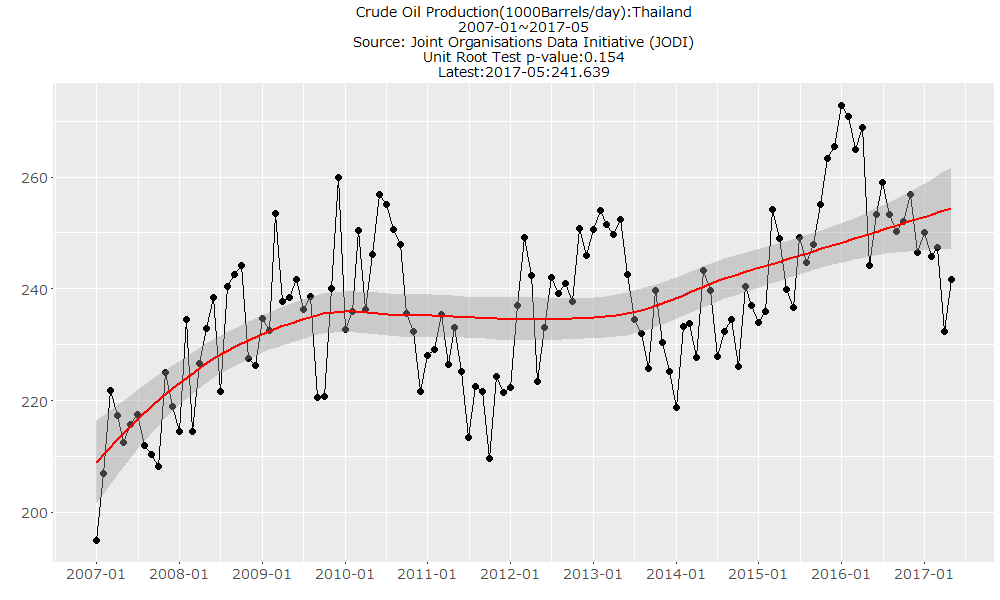 Crude Oil Production(1000Barrels/day):Thailand
2007-01~2017-05
Source: Joint Organisations Data Initiative (JODI)
Unit Root Test p-value:0.154
Latest:2017-05:241.639
260
240
220
200
2007-01 2008-01 2009-01 2010-01 2011-01 2012-01 2013-01 2014-01 2015-01 2016-01 2017-01